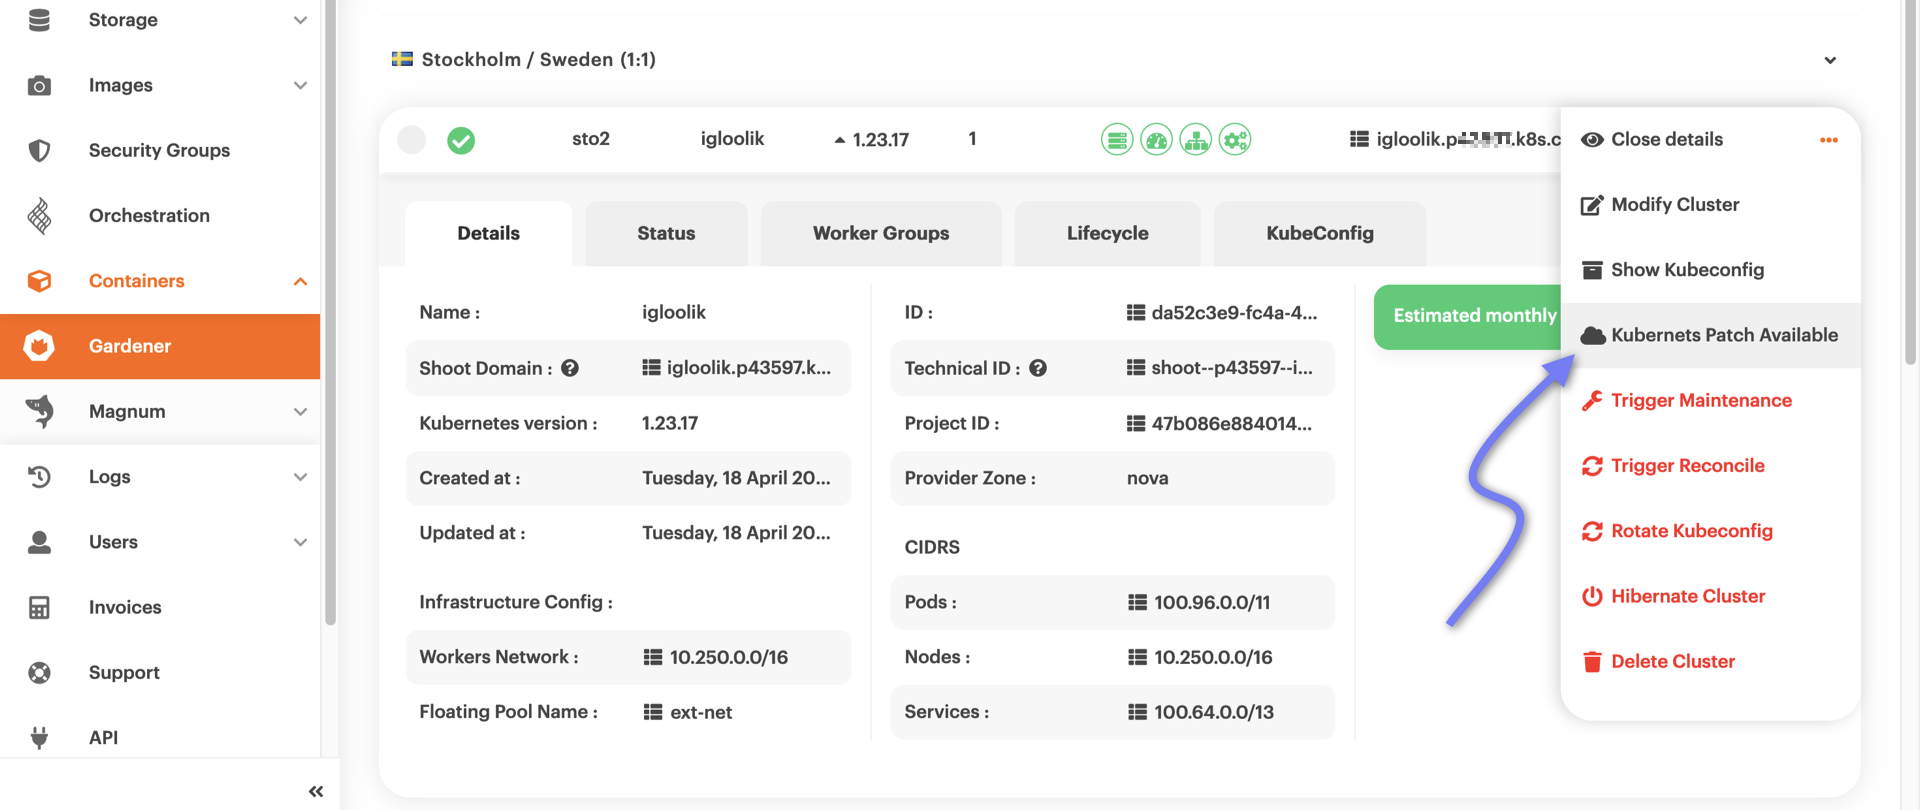 Storage
Images
Security Groups
Orchestration
Containers
Gardener
Magnum
Logs
Users
Invoices
Support
API
Stockholm / Sweden (1:1)
sto2 igloolik 1.23.17 1 igloolik.p .k8s.c
Details Status Worker Groups Lifecycle KubeConfig
Name : igloolik
Shoot Domain : igloolik.p43597.k...
Kubernetes version : 1.23.17
Created at : Tuesday, 18 April 20...
Updated at : Tuesday, 18 April 20...
Infrastructure Config :
Workers Network : 10.250.0.0/16
Floating Pool Name : ext-net
ID : da52c3e9-fc4a-4...
Technical ID : shoot--p43597--i...
Project ID : 47b086e884014...
Provider Zone : nova
CIDRS
Pods : 100.96.0.0/11
Nodes : 10.250.0.0/16
Services : 100.64.0.0/13
Estimated monthly
Close details
Modify Cluster
Show Kubeconfig
Kubernets Patch Available
Trigger Maintenance
Trigger Reconcile
Rotate Kubeconfig
Hibernate Cluster
Delete Cluster